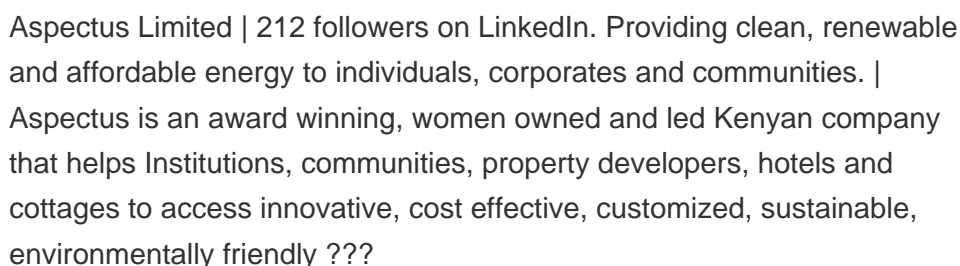 Aspectus Limited | 212 followers on LinkedIn. Providing clean, renewable
and affordable energy to individuals, corporates and communities. |
Aspectus is an award winning, women owned and led Kenyan company
that helps Institutions, communities, property developers, hotels and
cottages to access innovative, cost effective, customized, sustainable,
environmentally friendly ???